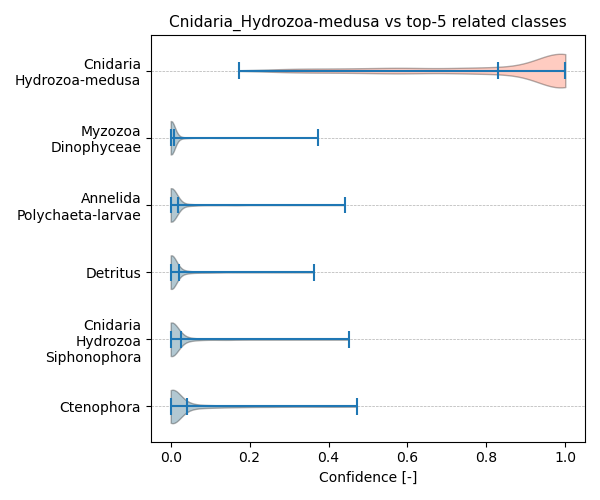 Cnidaria_Hydrozoa-medusa vs top-5 related classes
Cnidaria
Hydrozoa-medusa
Myzozoa
Dinophyceae
Annelida
Polychaeta-larvae
Detritus
Cnidaria
Hydrozoa
Siphonophora
Ctenophora
0.0 0.2 0.4 0.6 0.8 1.0
Confidence [-]